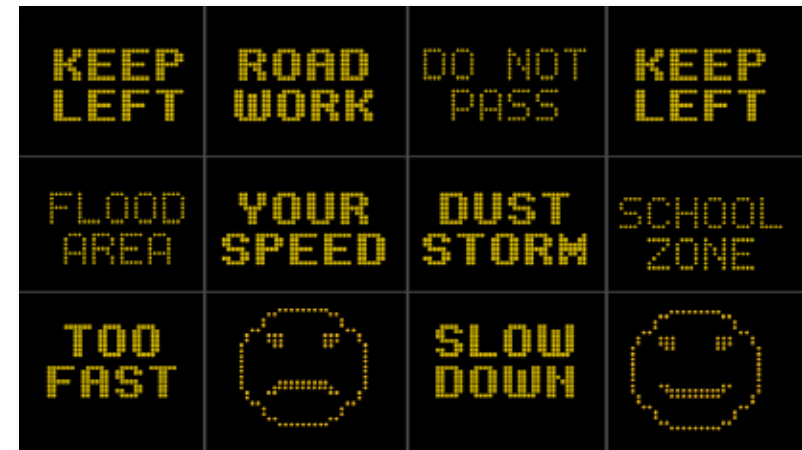 KEEP
LEFT
ROAD
WORK
DO NOT
PASS
KEEP
LEFT
FLOOD
AREA
YOUR
SPEED
DUST
STORM
SCHOOL
ZONE
TOO
FAST
SLOW
DOWN